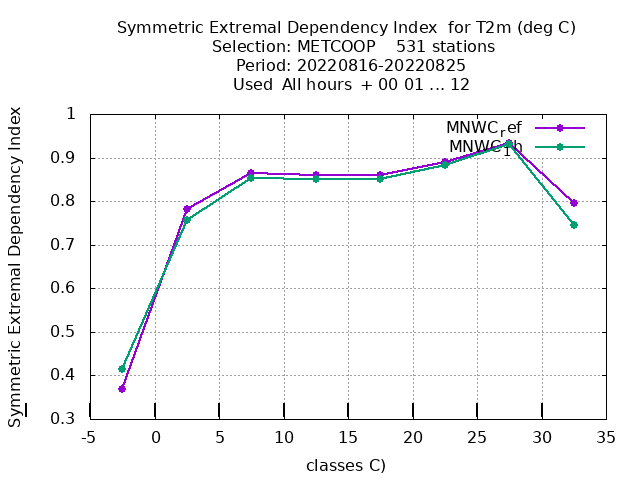 Symmetric Extremal Dependency Index  for T2m (deg C)
Selection: METCOOP    531 stations
Period: 20220816-20220825
Used  All hours  + 00 01 ... 12
Symmetric Extremal Dependency Index
1
0.9
0.8
0.7
0.6
0.5
0.4
0.3
MNWC_ref
MNWC_1h
-5 0 5 10 15 20 25 30 35
classes C)